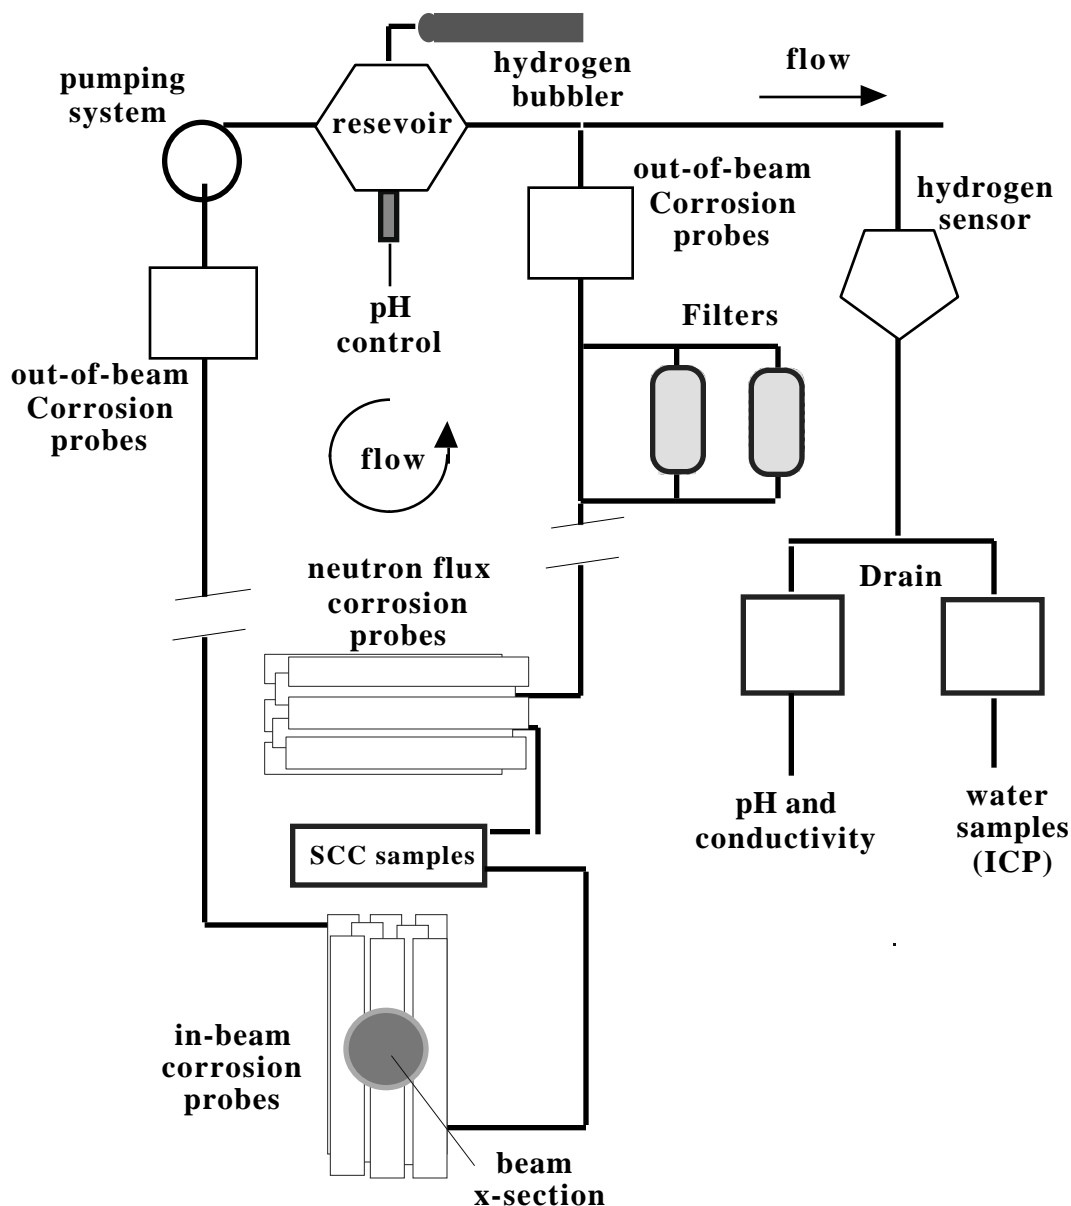 pumping
system
resevoir
hydrogen
bubbler
flow
out-of-beam
Corrosion
probes
hydrogen
sensor
pH
control
Filters
out-of-beam
Corrosion
probes
flow
neutron flux
corrosion
probes
Drain
SCC samples
pH and
conductivity
water
samples
(ICP)
in-beam
corrosion
probes
beam
x-section